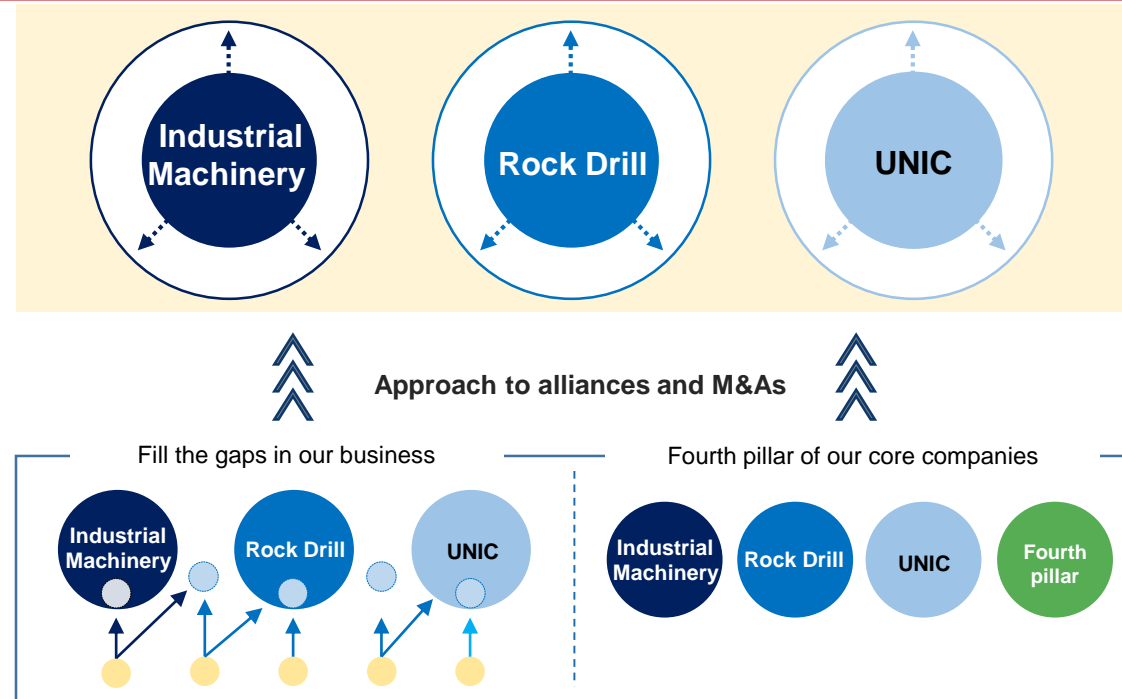 Industrial
Machinery
Rock Drill
UNIC
Approach to alliances and M&As
Fill the gaps in our business
Fourth pillar of our core companies
Industrial
Machinery
Rock Drill
UNIC
Industrial
Machinery
Rock Drill
UNIC
Fourth
pillar